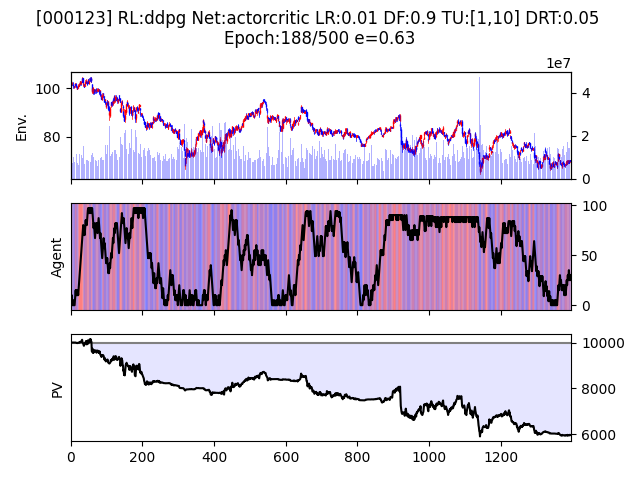 [000123] RL:ddpg Net:actorcritic LR:0.01 DF:0.9 TU:[1,10] DRT:0.05
Epoch:188/500 e=0.63
1e7
100
80
Env.
4
2
0
Agent
100
50
0
PV
10000
8000
6000
0 200 400 600 800 1000 1200